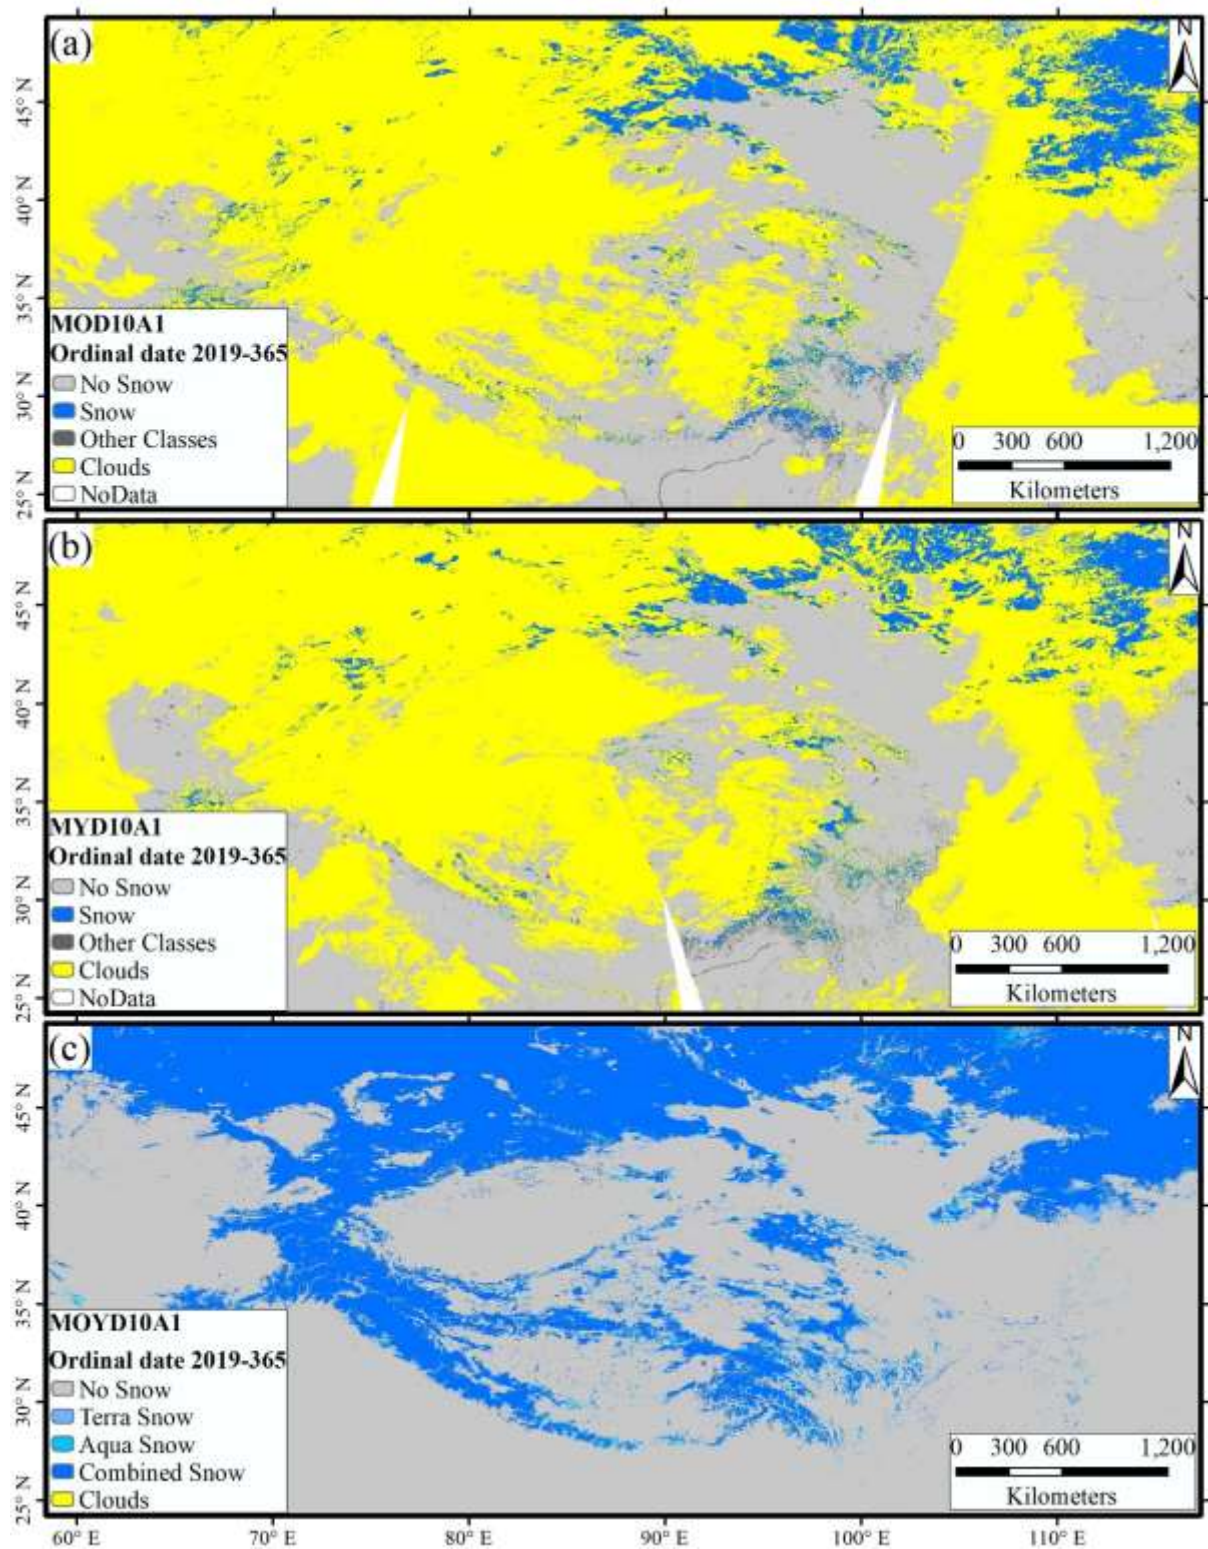 (a)
N
45° N
40° N
35° N
30° N
25° N
MOD10A1
Ordinal date 2019-365
No Snow
Snow
Other Classes
Clouds
NoData
0 300 600 1,200
Kilometers
(b)
N
45° N
40° N
35° N
30° N
25° N
MYD10A1
Ordinal date 2019-365
No Snow
Snow
Other Classes
Clouds
NoData
0 300 600 1,200
Kilometers
(c)
N
45° N
40° N
35° N
30° N
25° N
MOYD10A1
Ordinal date 2019-365
No Snow
Terra Snow
Aqua Snow
Combined Snow
Clouds
0 300 600 1,200
Kilometers
60° E 70° E 80° E 90° E 100° E 110° E